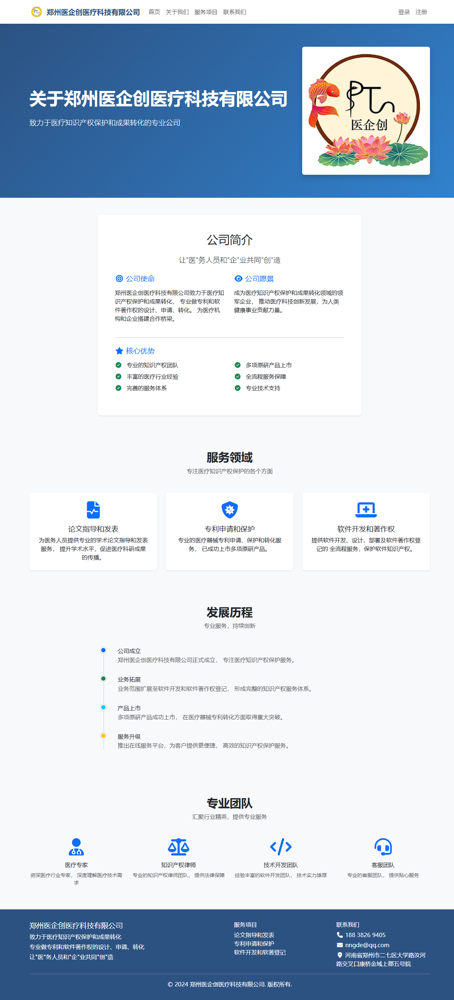 郑州医企创医疗科技有限公司 首页 关于我们 服务项目 联系我们 登录 注册
关于郑州医企创医疗科技有限公司
致力于医疗知识产权保护和成果转化的专业公司
医企创
公司简介
让"医"务人员和"企"业共同"创"造
公司使命
郑州医企创医疗科技有限公司致力于医疗知
识产权保护和成果转化， 专业做专利和软
件著作权的设计、申请、转化。 为医疗机
构和企业搭建合作桥梁。
公司愿景
成为医疗知识产权保护和成果转化领域的领
军企业， 推动医疗科技创新发展，为人类
健康事业贡献力量。
核心优势
专业的知识产权团队
丰富的医疗行业经验
完善的服务体系
多项原研产品上市
全流程服务保障
专业技术支持
服务领域
专注医疗知识产权保护的各个方面
论文指导和发表
为医务人员提供专业的学术论文指导和发表
服务， 提升学术水平，促进医疗科研成果
的传播。
专利申请和保护
专业的医疗器械专利申请、保护和转化服
务， 已成功上市多项原研产品。
软件开发和著作权
提供软件开发、设计、部署及软件著作权登
记的 全流程服务，保护软件知识产权。
发展历程
专业服务，持续创新
公司成立
郑州医企创医疗科技有限公司正式成立， 专注医疗知识产权保护服务。
业务拓展
业务范围扩展至软件开发和软件著作权登记， 形成完整的知识产权服务体系。
产品上市
多项原研产品成功上市， 在医疗器械专利转化方面取得重大突破。
服务升级
推出在线服务平台，为客户提供更便捷、 高效的知识产权保护服务。
专业团队
汇聚行业精英，提供专业服务
医疗专家
资深医疗行业专家， 深度理解医疗技术需
求
知识产权律师
专业的知识产权律师团队， 提供法律保障
技术开发团队
经验丰富的软件开发团队， 技术实力雄厚
客服团队
专业的客服团队， 提供贴心服务
郑州医企创医疗科技有限公司
致力于医疗知识产权保护和成果转化
专业做专利和软件著作权的设计、申请、转化
让"医"务人员和"企"业共同"创"造
服务项目
论文指导和发表
专利申请和保护
软件开发和软著登记
联系我们
188 3826 9405
nngde@qq.com
河南省郑州市二七区大学路汝河
路交叉口康桥金域上郡五号院
© 2024 郑州医企创医疗科技有限公司. 版权所有.